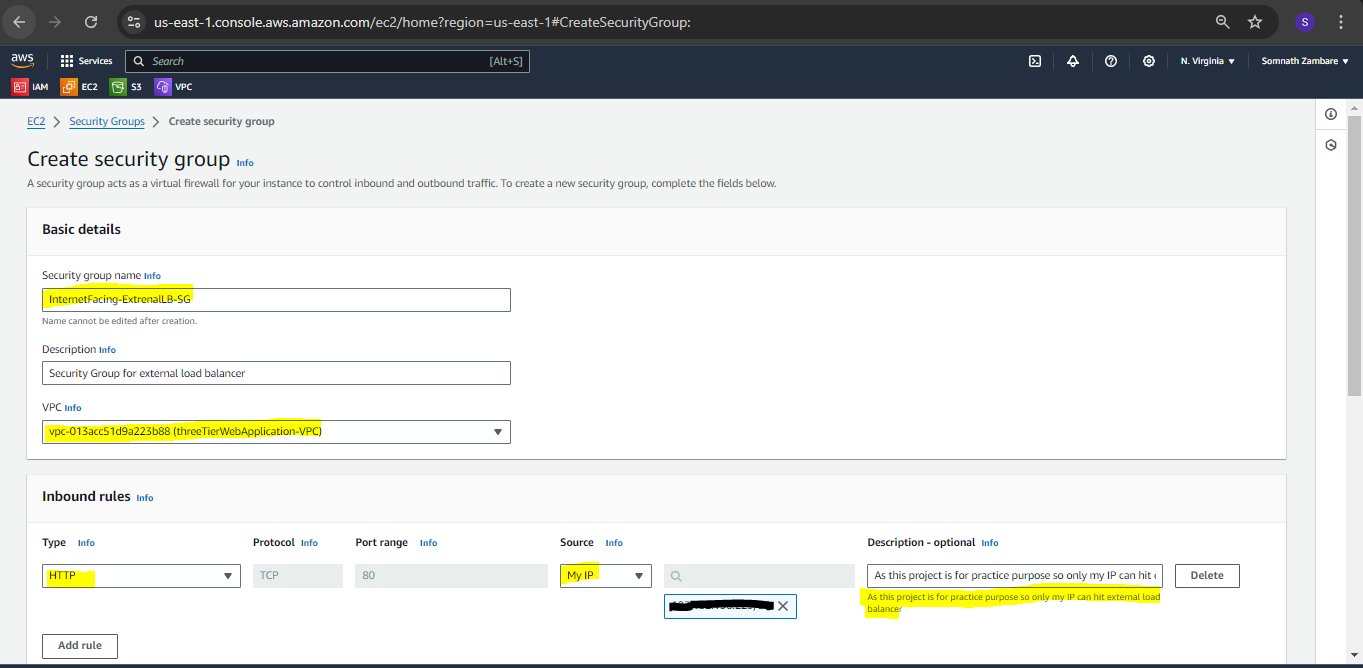 us-east-1.console.aws.amazon.com/ec2/home?region=us-east-1#CreateSecurityGroup:
S
aws
Services
Search
[Alt+S]
N. Virginia
Somnath Zambare
IAM
EC2
S3
VPC
EC2 > Security Groups > Create security group
Create security group Info
A security group acts as a virtual firewall for your instance to control inbound and outbound traffic. To create a new security group, complete the fields below.
Basic details
Security group name Info
InternetFacing-ExtrenalLB-SG
Name cannot be edited after creation.
Description Info
Security Group for external load balancer
VPC Info
vpc-013acc51d9a223b88 (threeTierWebApplication-VPC)
Inbound rules Info
Type Info
Protocol Info
Port range Info
Source Info
Description - optional Info
HTTP
TCP
80
My IP
As this project is for practice purpose so only my IP can hit
Delete
As this project is for practice purpose so only my IP can hit external load
balancer
Add rule